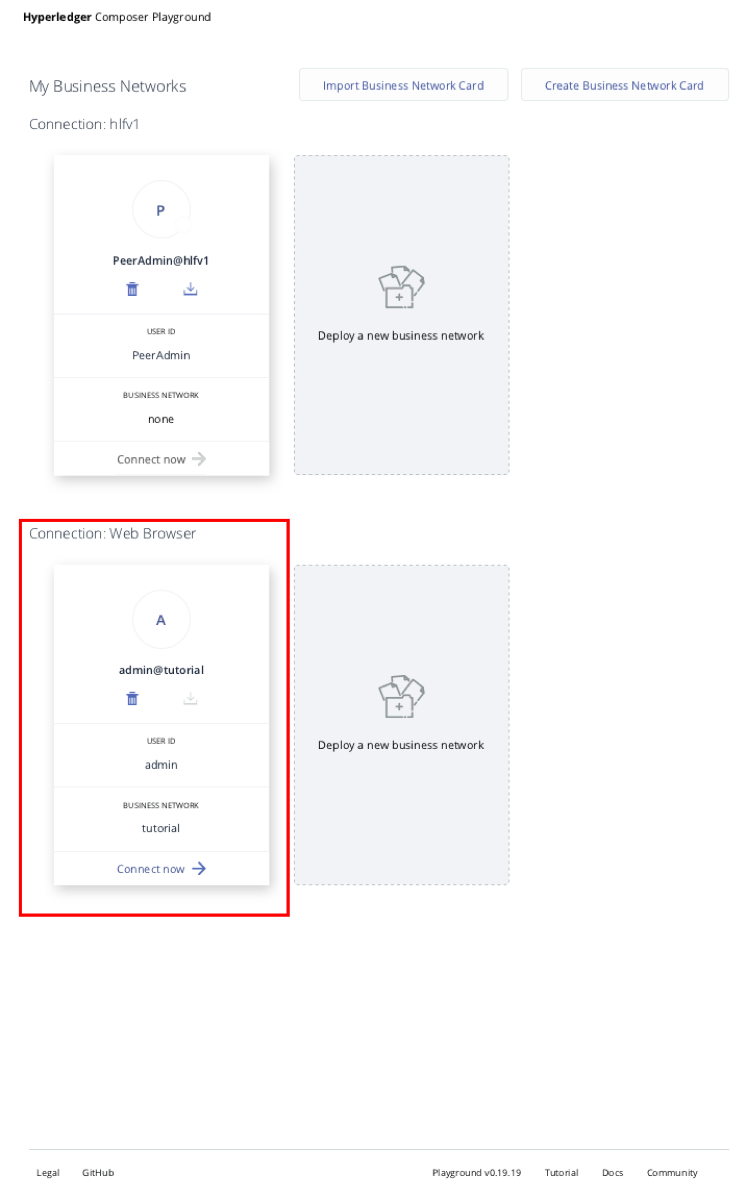 Hyperledger Composer Playground
My Business Networks
Import Business Network Card
Create Business Network Card
Connection: hlfv1
P
PeerAdmin@hlfv1
USER ID
PeerAdmin
BUSINESS NETWORK
none
Connect now
Deploy a new business network
Connection: Web Browser
A
admin@tutorial
USER ID
admin
BUSINESS NETWORK
tutorial
Connect now
Deploy a new business network
Legal GitHub Playground v0.19.19 Tutorial Docs Community